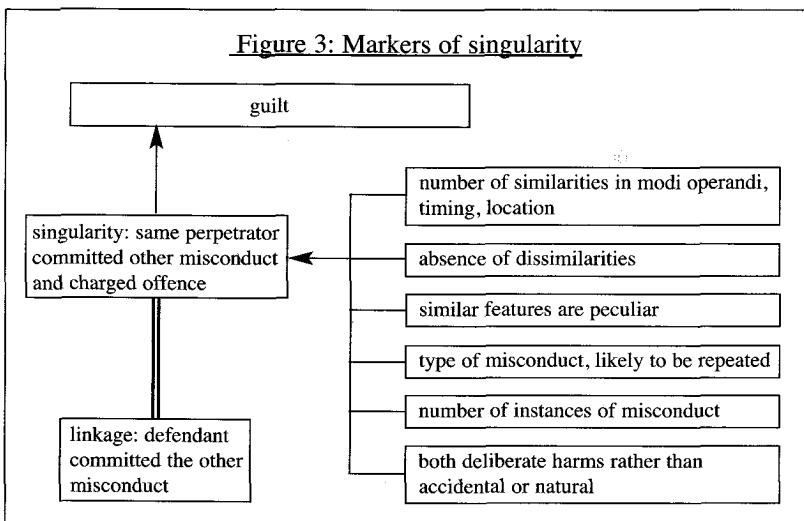 Figure 3: Markers of singularity
guilt
singularity: same perpetrator
committed other misconduct
and charged offence
linkage: defendant
committed the other
misconduct
number of similarities in modi operandi,
timing, location
absence of dissimilarities
similar features are peculiar
type of misconduct, likely to be repeated
number of instances of misconduct
both deliberate harms rather than
accidental or natural